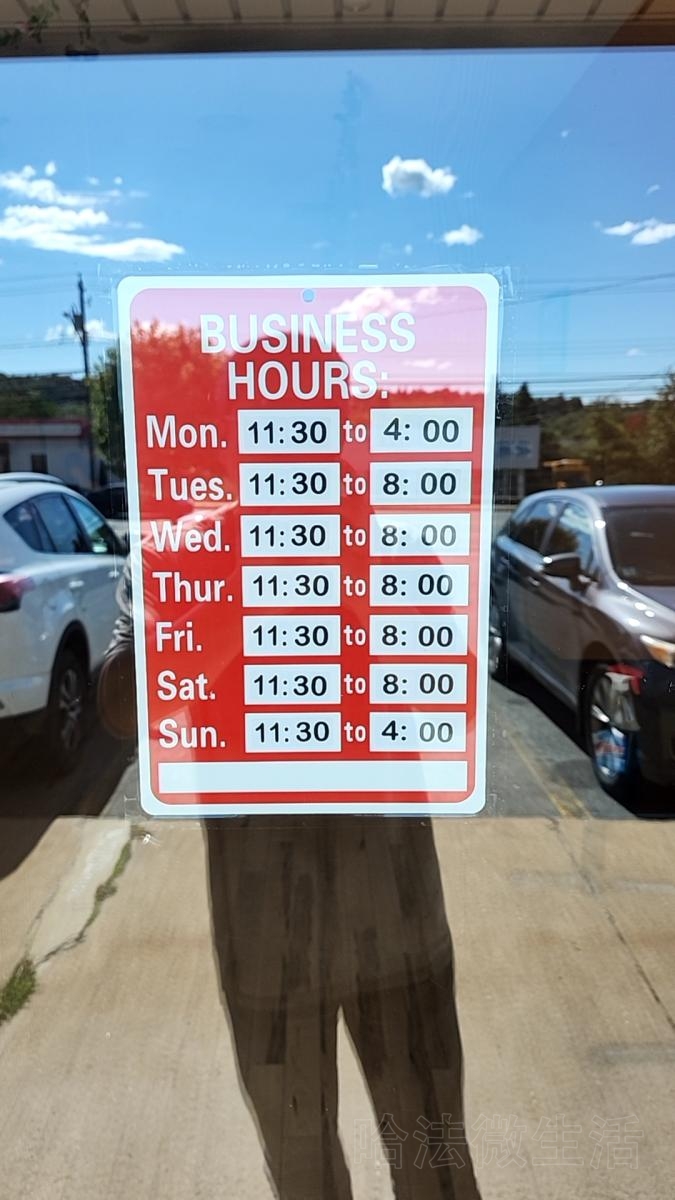 BUSINESS
HOURS:
Mon. 11:30 to 4:00
Tues. 11:30 to 8:00
Wed. 11:30 to 8:00
Thur. 11:30 to 8:00
Fri. 11:30 to 8:00
Sat. 11:30 to 8:00
Sun. 11:30 to 4:00
哈法微生活